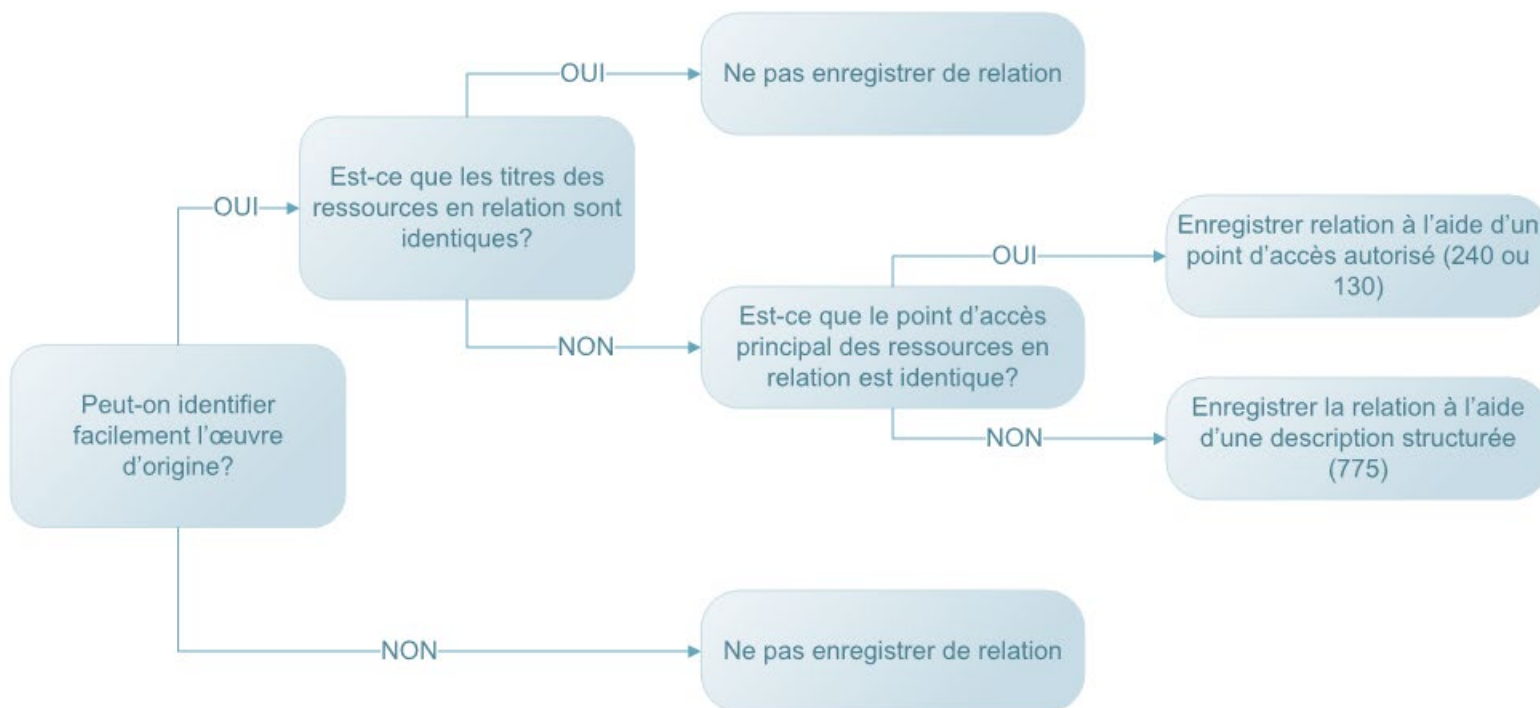 OUI
Ne pas enregistrer de relation
Est-ce que les titres des
ressources en relation sont
identiques?
OUI
Enregistrer relation à l'aide d'un
point d'accès autorisé (240 ou
130)
OUI
NON
Est-ce que le point d'accès
principal des ressources en
relation est identique?
Peut-on identifier
facilement l'œuvre
d'origine?
Enregistrer la relation à l'aide
d'une description structurée
(775)
NON
NON
Ne pas enregistrer de relation